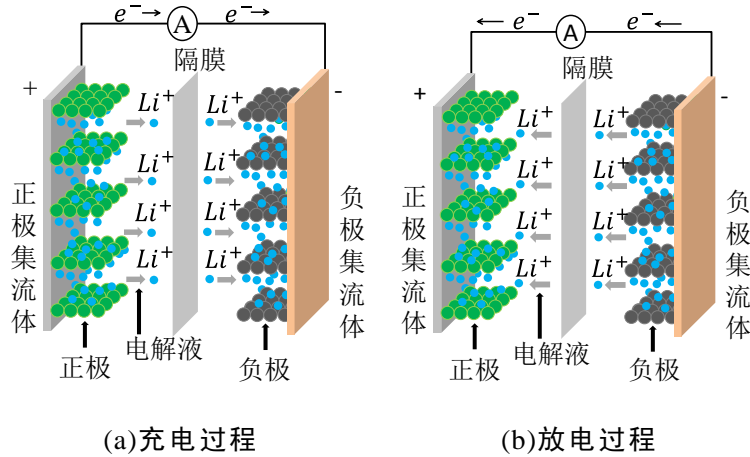 e⁻ A e⁻
隔膜
+ -
Li⁺ Li⁺
Li⁺ Li⁺
Li⁺ Li⁺
Li⁺ Li⁺
正极集流体
负极集流体
正极
电解液
负极
(a)充电过程
e⁻ A e⁻
隔膜
+ -
Li⁺ Li⁺
Li⁺ Li⁺
Li⁺ Li⁺
Li⁺ Li⁺
正极集流体
负极集流体
正极
电解液
负极
(b)放电过程